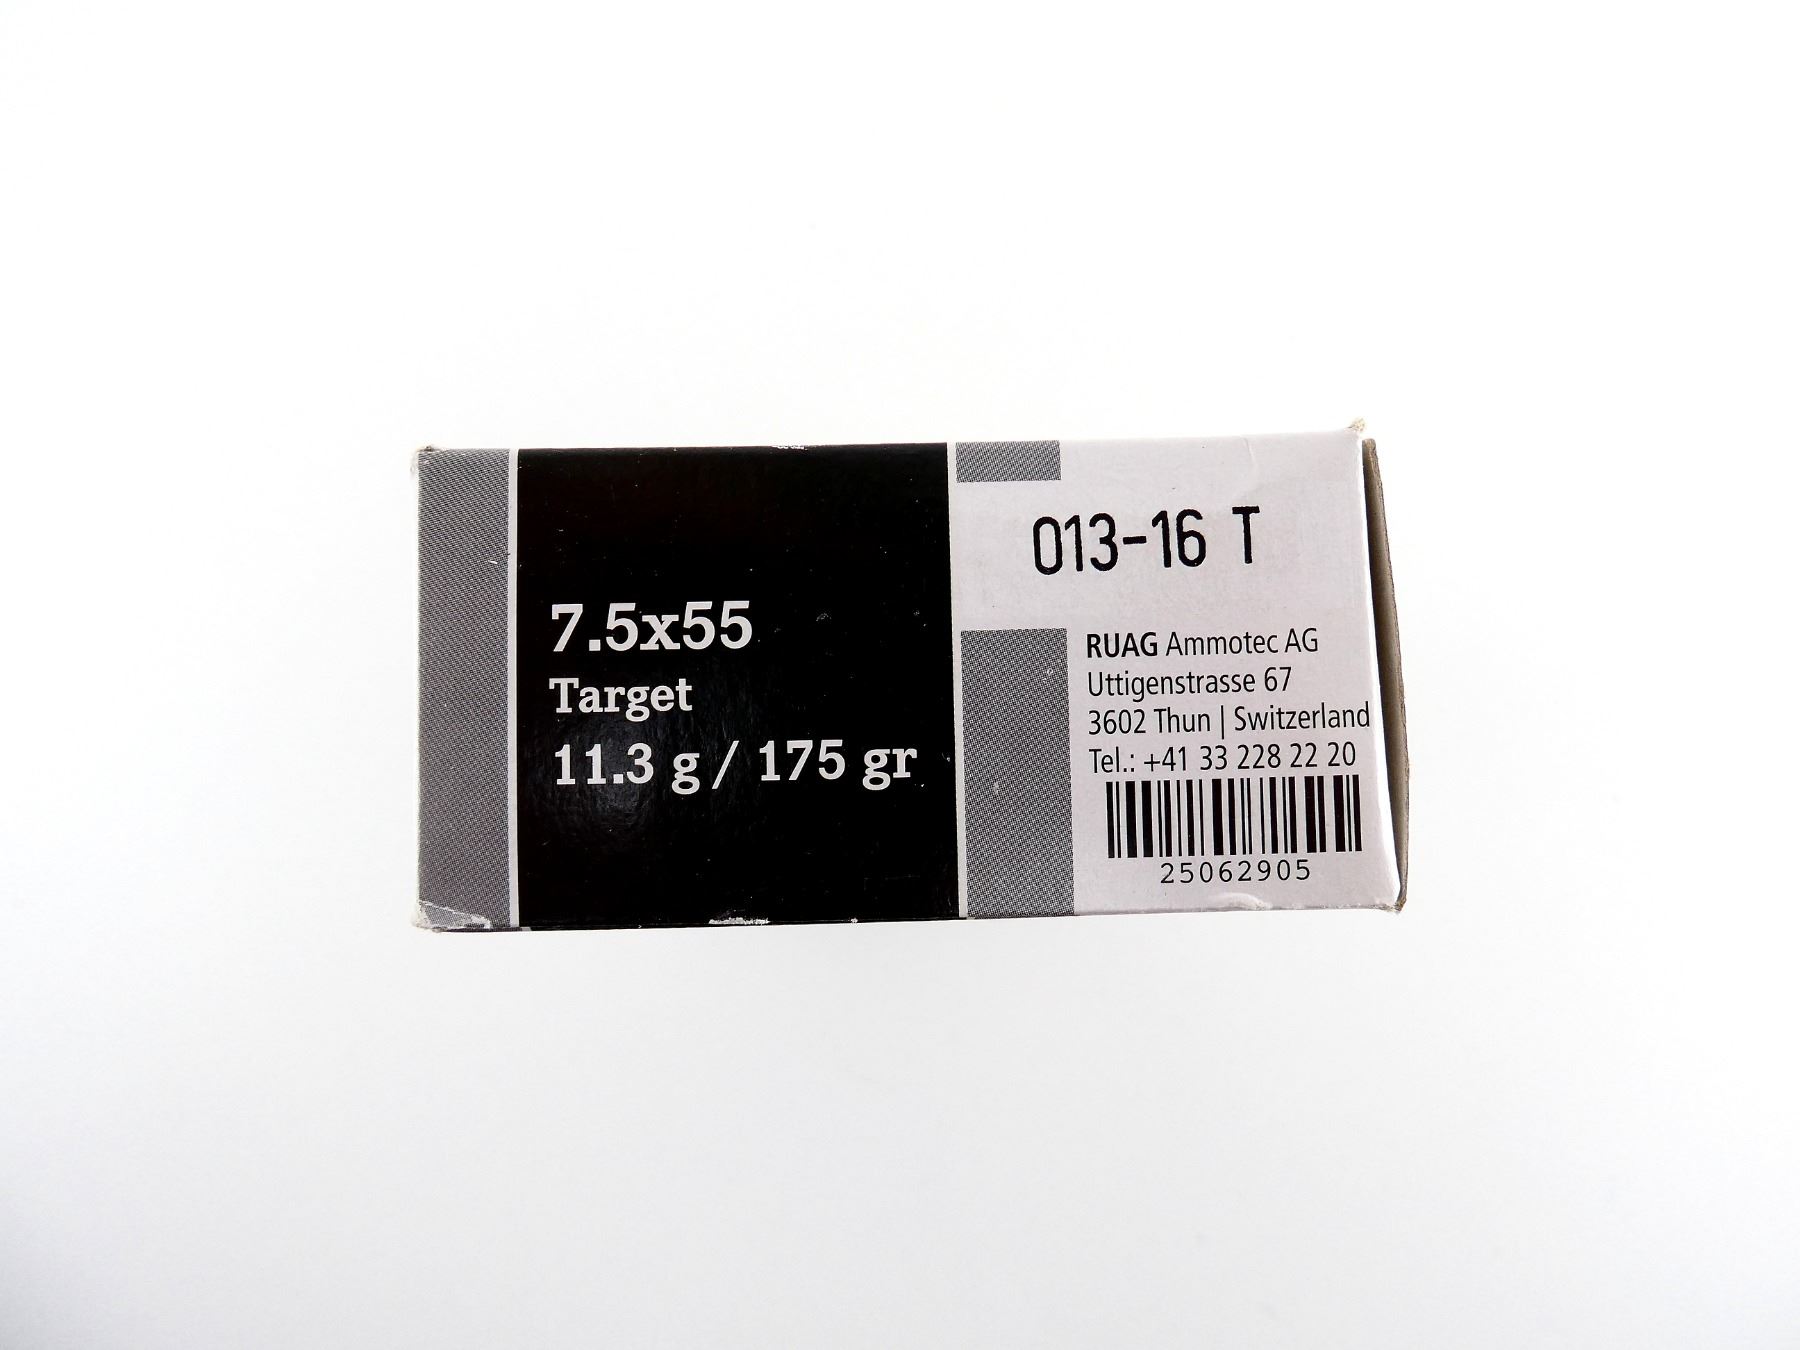 7.5x55
Target
11.3 g / 175 gr
013-16 T
RUAG Ammotec AG
Uttigenstrasse 67
3602 Thun | Switzerland
Tel.: +41 33 228 22 20
25062905